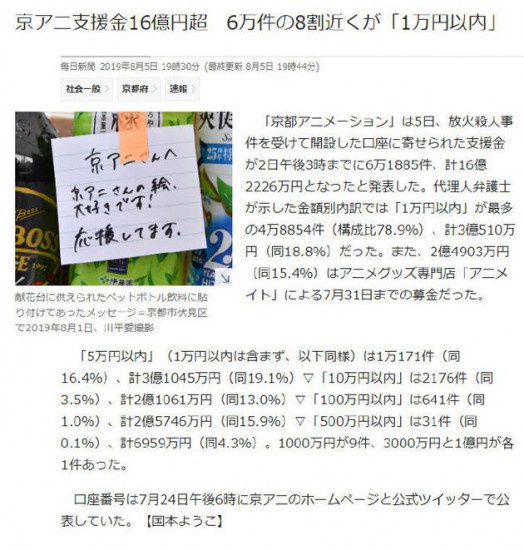 京アニ支援金16億円超　6万件の8割近くが「1万円以内」
毎日新聞 2019年8月5日 19時30分 (最終更新 8月5日 19時44分)
社会一般 京都府 速報
京アニさんへ
京アニさんの絵、
大好きです!
応援してます。
BOSS
献花台に供えられたペットボトル飲料に貼
り付けてあったメッセージ＝京都市伏見区
で2019年8月1日、川平愛撮影
「京都アニメーション」は5日、放火殺人事
件を受けて開設した口座に寄せられた支援金
が2日午後3時までに6万1885件、計16億
2226万円となったと発表した。代理人弁護士
が示した金額別内訳では「1万円以内」が最多
の4万8854件（構成比78.9%）、計3億510万
円（同18.8%）だった。また、2億4903万円
（同15.4%）はアニメグッズ専門店「アニメ
イト」による7月31日までの募金だった。
「5万円以内」（1万円以内は含まず、以下同様）は1万171件（同
16.4%）、計3億1045万円（同19.1%）▽「10万円以内」は2176件（同
3.5%）、計2億1061万円（同13.0%）▽「100万円以内」は641件（同
1.0%）、計2億5746万円（同15.9%）▽「500万円以内」は31件（同
0.1%）、計6959万円（同4.3%）。1000万円が9件、3000万円と1億円が各
1件あった。
口座番号は7月24日午後6時に京アニのホームページと公式ツイッターで公
表していた。【国本ようこ】